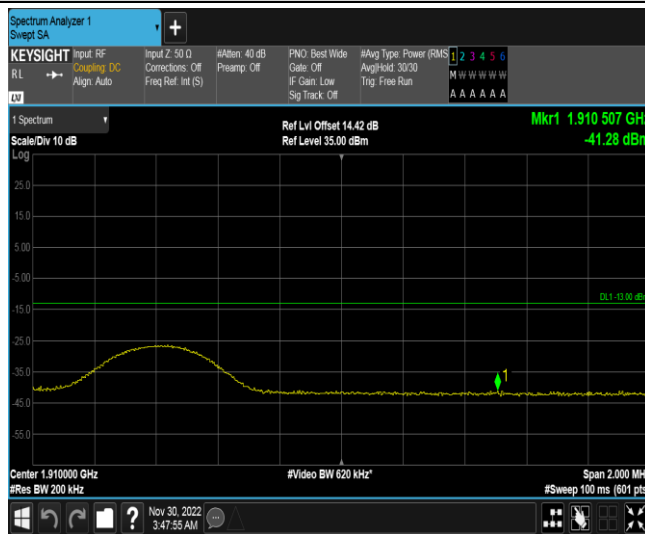 Spectrum Analyzer 1
Swept SA
KEYSIGHT
RL
LXI
Input: RF
Coupling: DC
Align: Auto
Input Z: 50 Ω
Corrections: Off
Freq Ref: Int (S)
#Atten: 40 dB
Preamp: Off
PNO: Best Wide
Gate: Off
IF Gain: Low
Sig Track: Off
#Avg Type: Power (RMS
Avg|Hold: 30/30
Trig: Free Run
1 2 3 4 5 6
M W W W W W
A A A A A A
1 Spectrum
Scale/Div 10 dB
Log
Ref Lvl Offset 14.42 dB
Ref Level 35.00 dBm
Mkr1 1.910 507 GHz
-41.28 dBm
25.0
15.0
5.00
-5.00
DL1 -13.00 dBm
-15.0
-25.0
-35.0
1
-45.0
-55.0
Center 1.910000 GHz
#Res BW 200 kHz
#Video BW 620 kHz*
Span 2.000 MH
#Sweep 100 ms (601 pts
?
Nov 30, 2022
3:47:55 AM